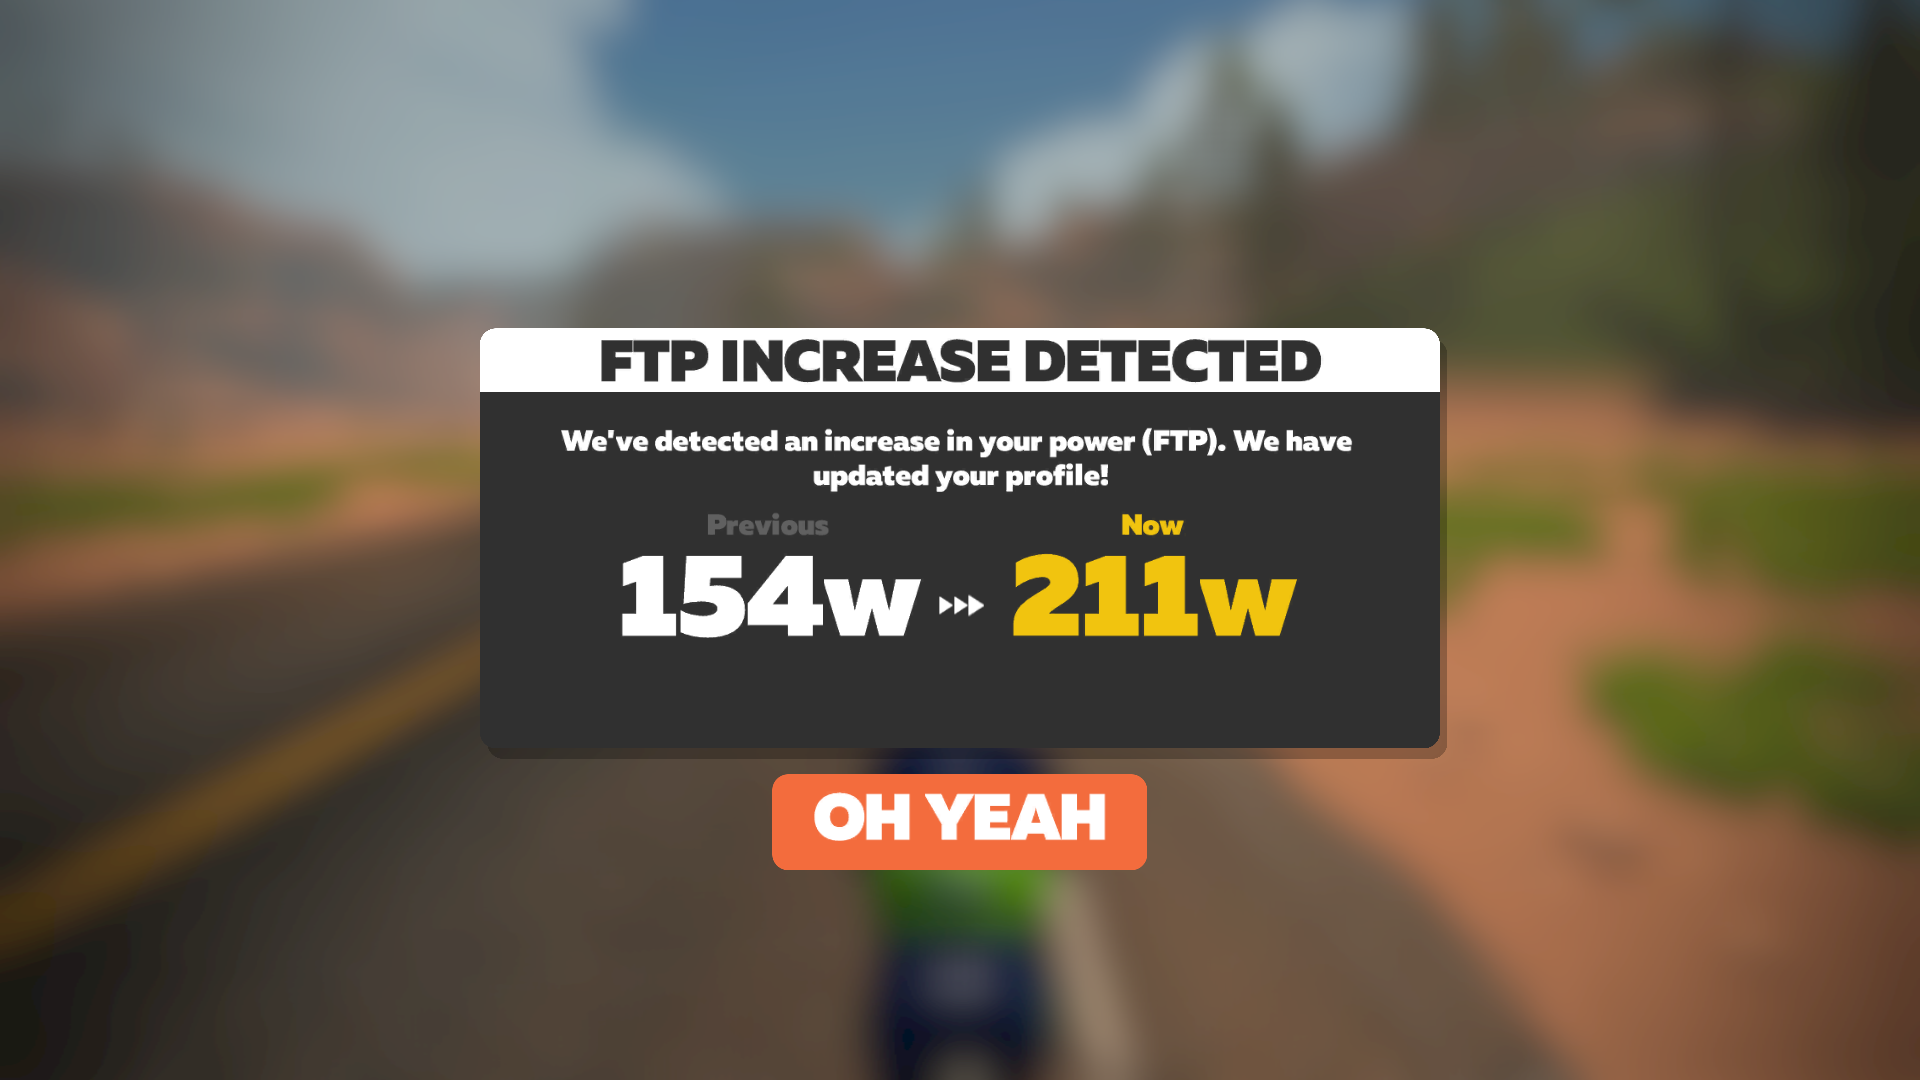 FTP INCREASE DETECTED
We've detected an increase in your power (FTP). We have
updated your profile!
Previous
Now
154w
211w
OH YEAH